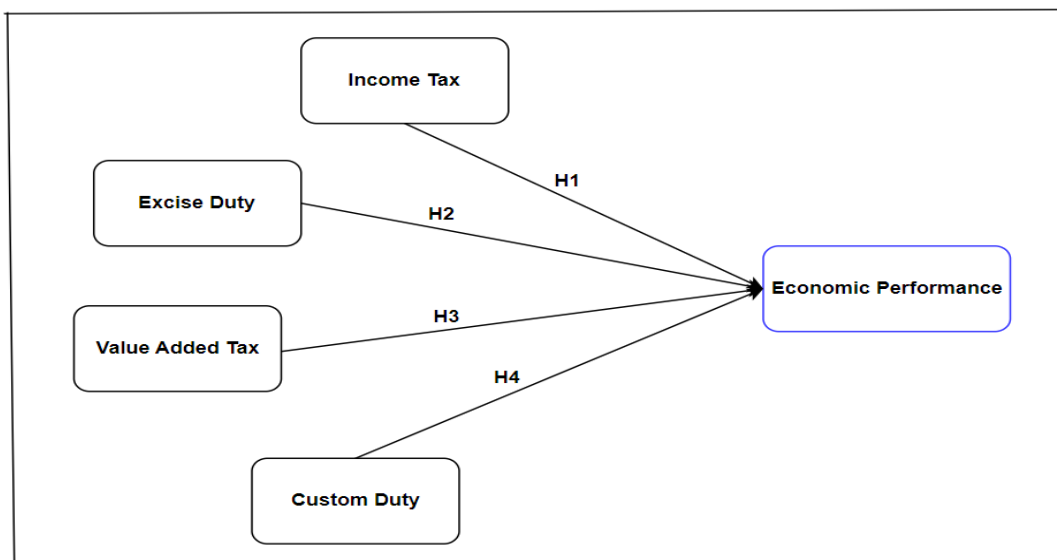 Income Tax
H1
Excise Duty
H2
Economic Performance
Value Added Tax
H3
H4
Custom Duty